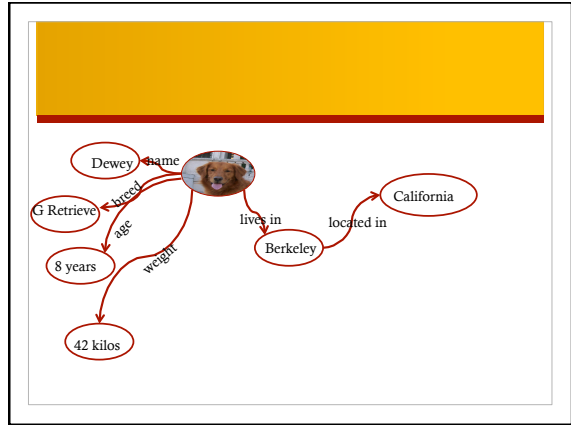 Dewey
name
G Retrieve
breed
age
8 years
weight
42 kilos
lives in
Berkeley
located in
California